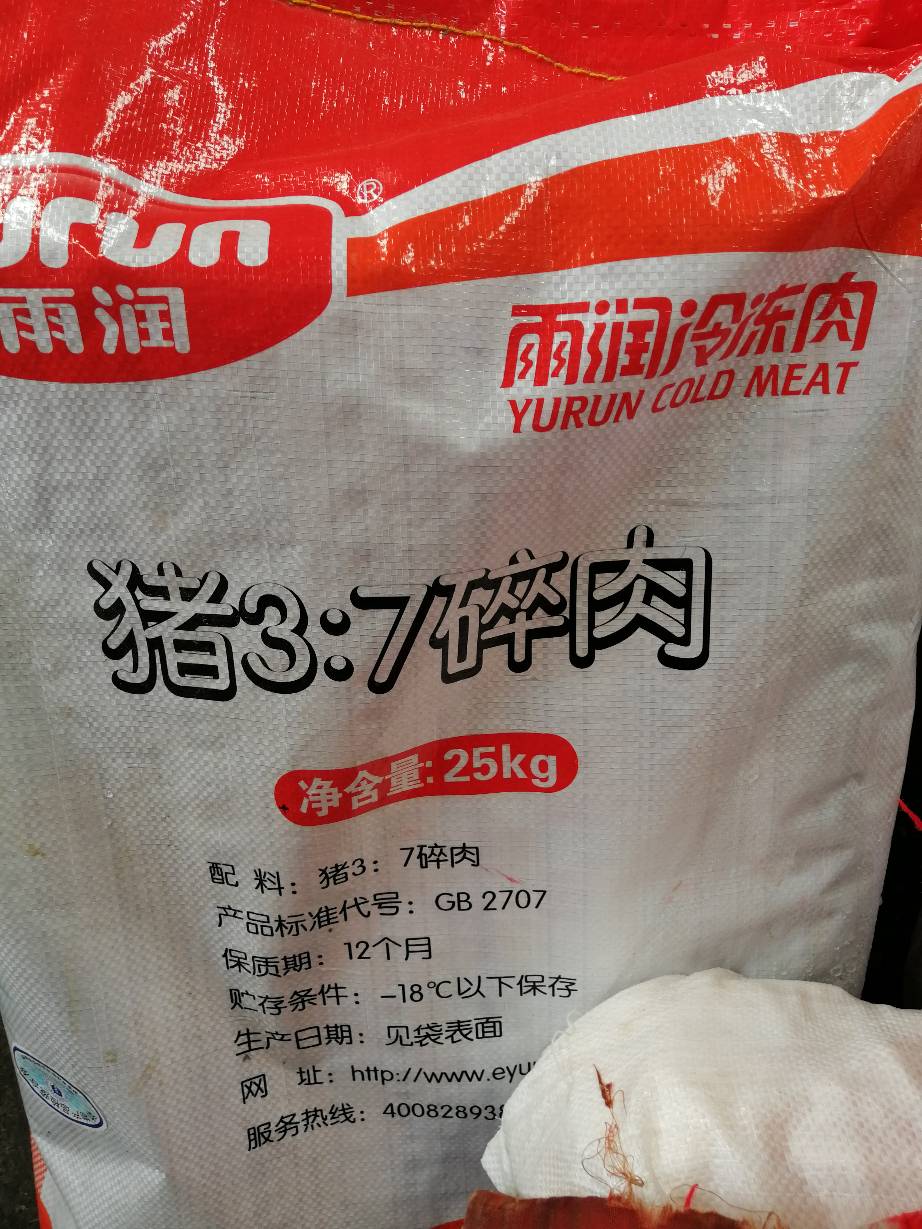 urun®
雨润
雨润冷冻肉
YURUN COLD MEAT
猪3:7碎肉
净含量:25kg
配 料：猪3：7碎肉
产品标准代号：GB 2707
保质期：12个月
贮存条件：-18℃以下保存
生产日期：见袋表面
网 址：http://www.eyu
服务热线：400828938